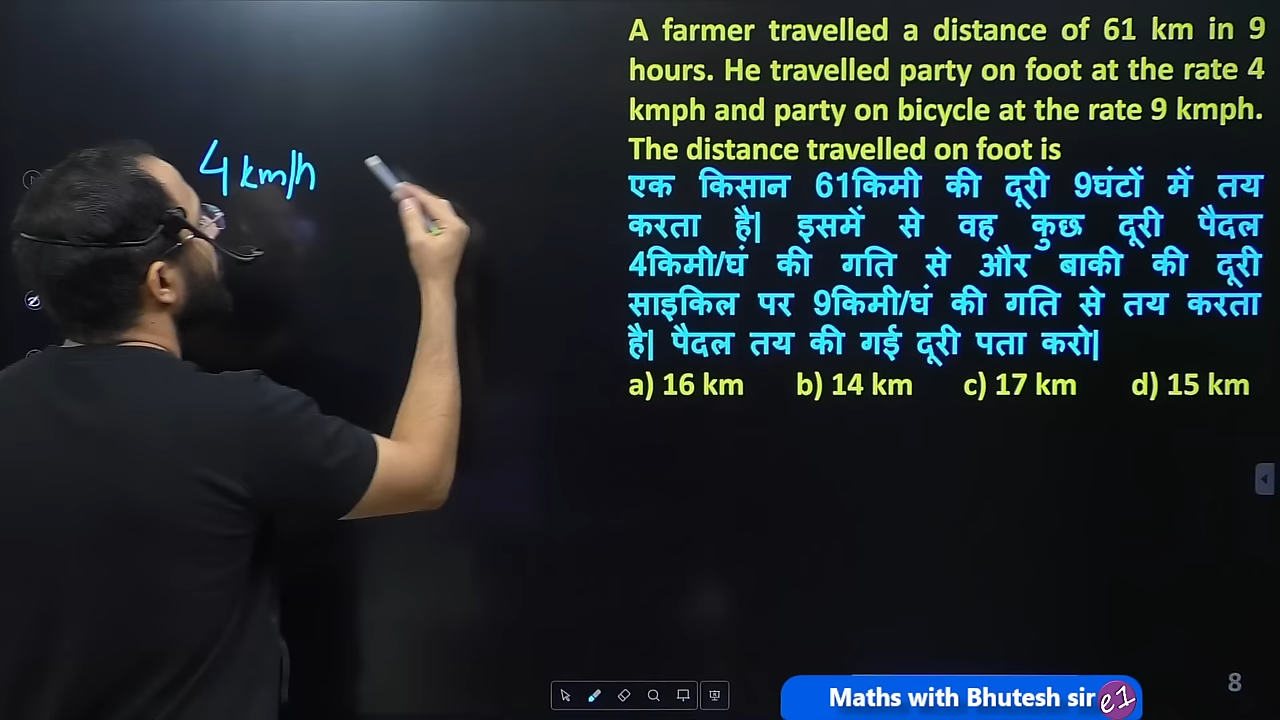 A farmer travelled a distance of 61 km in 9
hours. He travelled party on foot at the rate 4
kmph and party on bicycle at the rate 9 kmph.
The distance travelled on foot is
एक किसान 61किमी की दूरी 9घंटों में तय
करता है| इसमें से वह कुछ दूरी पैदल
4किमी/घं की गति से और बाकी की दूरी
साइकिल पर 9किमी/घं की गति से तय करता
है| पैदल तय की गई दूरी पता करो|
a) 16 km b) 14 km c) 17 km d) 15 km
4 km/h
Maths with Bhutesh sir e1
8